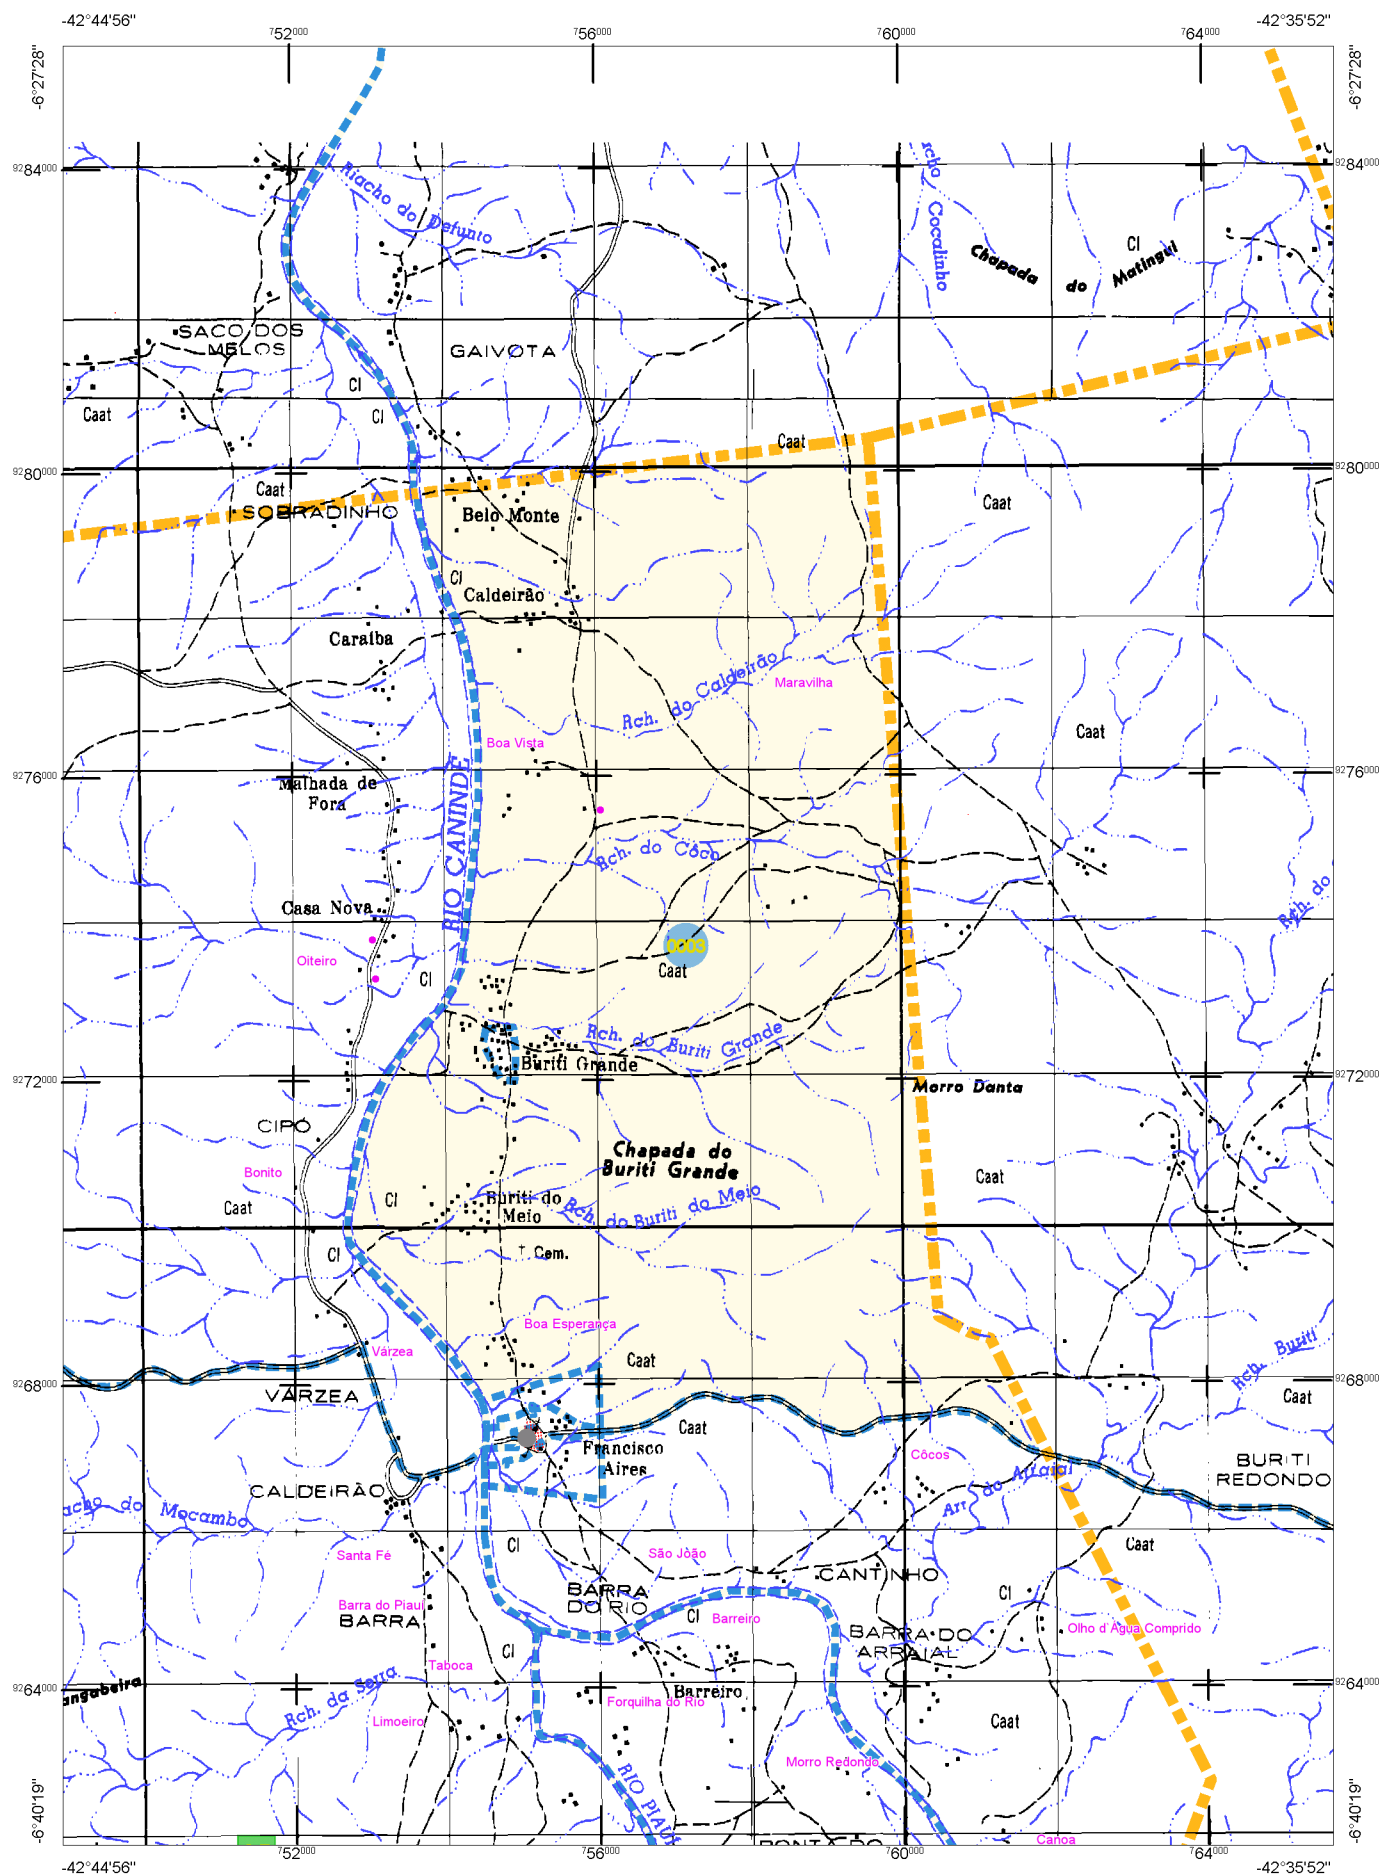 -42°44'56"
-42°35'52"
752000
756000
760000
764000
-6°27'28"
-6°27'28"
9284000
9284000
Riacho do Defunto
Cocalinho
Chapada do Matingui
Cl
SACO DOS
MELOS
GAIVOTA
Cl
Cl
Caat
Caat
9280000
9280000
Caat
Caat
SOBRADINHO
Belo Monte
Cl
Caldeirão
Caraíba
Rch. do Caldeirão
Maravilha
Caat
Boa Vista
RIO CANINDÉ
9276000
9276000
Malhada de
Fora
Rch. do Côco
Rch. do
Casa Nova
0003
Oiteiro
Caat
Cl
Rch. do Buriti Grande
Buriti Grande
9272000
9272000
Morro Danta
CIPÓ
Chapada do
Buriti Grande
Bonito
Caat
Caat
Cl
Buriti do
Meio
Rch. do Buriti do Meio
Cl
Cem.
Boa Esperança
Várzea
Caat
Rch. Buriti
9268000
9268000
VÁRZEA
Caat
Caat
Francisco
Aires
Côcos
BURITI
REDONDO
Arr. do Arraial
CALDEIRÃO
acho do Mocambo
Cl
Caat
Santa Fé
São Jõão
CANTINHO
BARRA
DO RIO
Cl
Barra do Piauí
BARRA
Cl
Barreiro
Olho d`Água Comprido
BARRA DO
ARRAIAL
Cl
Taboca
angabeira
9264000
9264000
Rch. da Serra
Barreiro
Forquilha do Rio
Limoeiro
Caat
Morro Redondo
RIO PIAUÍ
-6°40'19"
-6°40'19"
PONTA DO
Canoa
752000
756000
760000
764000
-42°44'56"
-42°35'52"